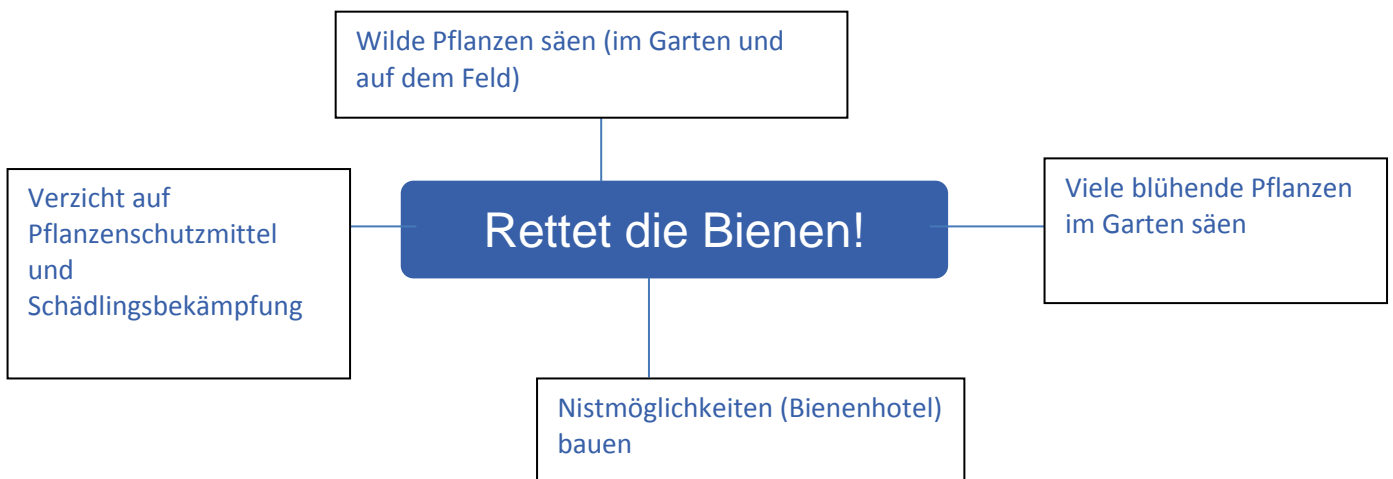 Wilde Pflanzen säen (im Garten und
auf dem Feld)
Verzicht auf
Pflanzenschutzmittel
und
Schädlingsbekämpfung
Rettet die Bienen!
Viele blühende Pflanzen
im Garten säen
Nistmöglichkeiten (Bienenhotel)
bauen